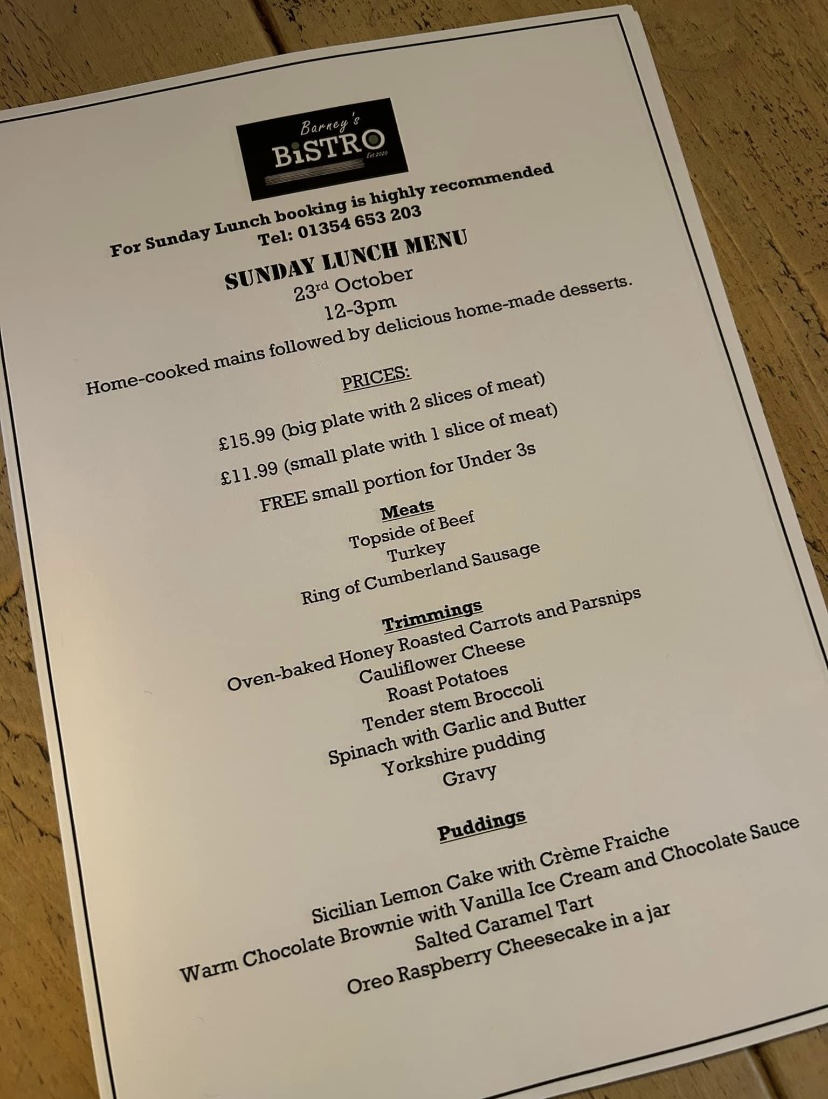 Barney's
BiSTRO
Est 2020
For Sunday Lunch booking is highly recommended
Tel: 01354 653 203
SUNDAY LUNCH MENU
23rd October
12-3pm
Home-cooked mains followed by delicious home-made desserts.
PRICES:
£15.99 (big plate with 2 slices of meat)
£11.99 (small plate with 1 slice of meat)
FREE small portion for Under 3s
Meats
Topside of Beef
Turkey
Ring of Cumberland Sausage
Trimmings
Oven-baked Honey Roasted Carrots and Parsnips
Cauliflower Cheese
Roast Potatoes
Tender stem Broccoli
Spinach with Garlic and Butter
Yorkshire pudding
Gravy
Puddings
Sicilian Lemon Cake with Crème Fraiche
Warm Chocolate Brownie with Vanilla Ice Cream and Chocolate Sauce
Salted Caramel Tart
Oreo Raspberry Cheesecake in a jar